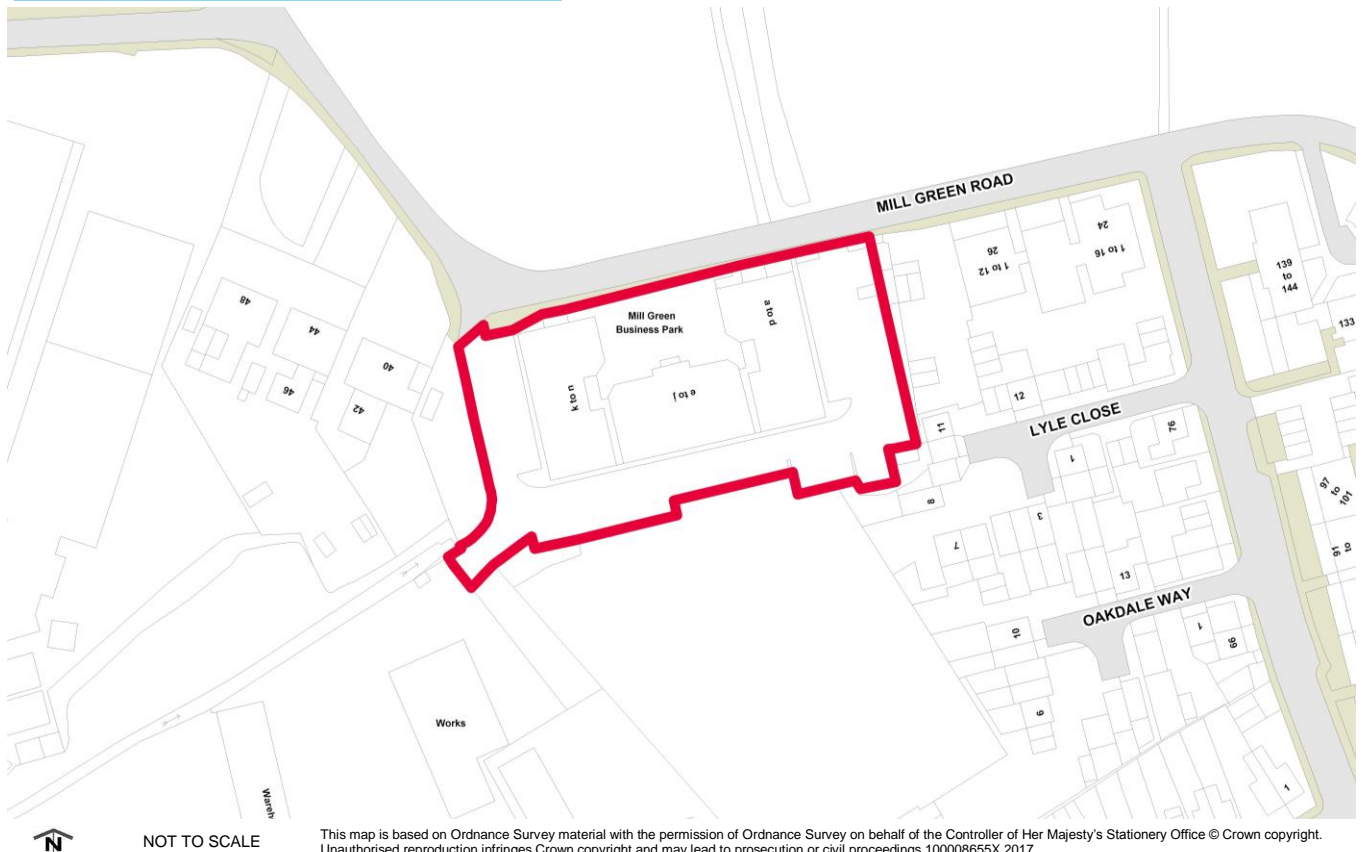 MILL GREEN ROAD
24
1 to 16
26
1 to 12
139
to
144
133
48
44
46
40
42
Mill Green
Business Park
a to d
k to n
e to j
12
11
LYLE CLOSE
76
1
8
3
7
97
to
101
91
to
13
OAKDALE WAY
10
1
66
9
1
Works
N
NOT TO SCALE
This map is based on Ordnance Survey material with the permission of Ordnance Survey on behalf of the Controller of Her Majesty's Stationery Office © Crown copyright.
Unauthorised reproduction infringes Crown copyright and may lead to prosecution or civil proceedings 100008655X 2017